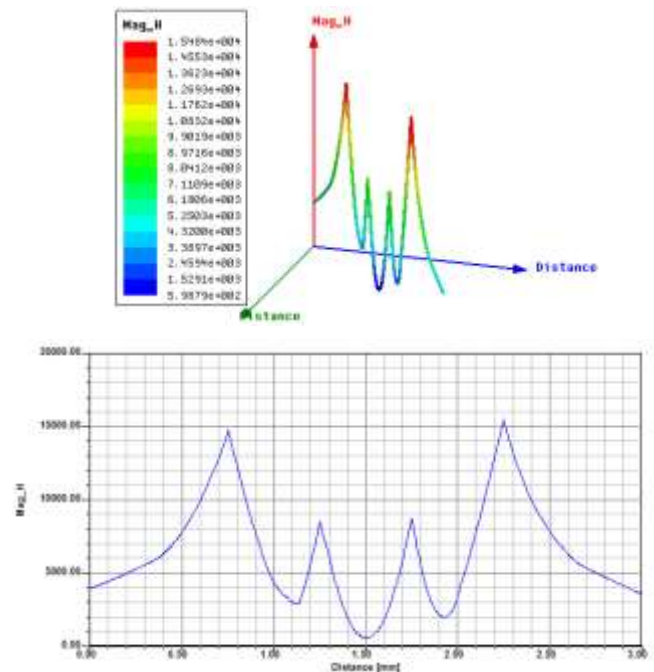 Mag_H
1.5484e+004
1.4553e+004
1.3623e+004
1.2693e+004
1.1762e+004
1.0832e+004
9.9019e+003
8.9716e+003
8.0412e+003
7.1109e+003
6.1806e+003
5.2503e+003
4.3200e+003
3.3897e+003
2.4594e+003
1.5291e+003
5.9879e+002
Mag_H
Distance
Distance
20000.00
15000.00
10000.00
5000.00
0.00
Mag_H
0.00
0.50
1.00
1.50
2.00
2.50
3.00
Distance [mm]